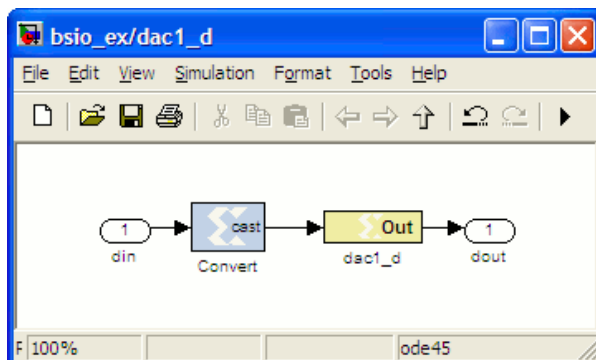 bsio_ex/dac1_d
File Edit View Simulation Format Tools Help
1 cast Out 1
din Convert dac1_d dout
F 100% ode45